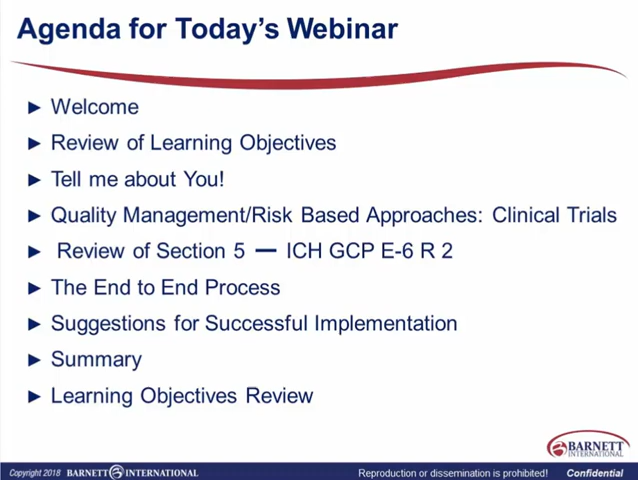 Agenda for Today's Webinar
► Welcome
► Review of Learning Objectives
► Tell me about You!
► Quality Management/Risk Based Approaches: Clinical Trials
► Review of Section 5 — ICH GCP E-6 R 2
► The End to End Process
► Suggestions for Successful Implementation
► Summary
► Learning Objectives Review
BARNETT
INTERNATIONAL
Copyright 2018 BARNETT INTERNATIONAL Reproduction or dissemination is prohibited! Confidential